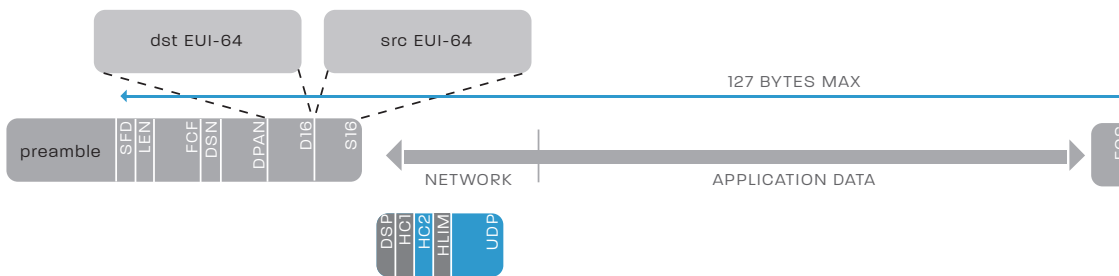 dst EUI-64
src EUI-64
127 BYTES MAX
preamble
SFD
LEN
FCF
DSN
DPAN
D16
S16
NETWORK
APPLICATION DATA
DSP
HC1
HC2
HLIM
UDP